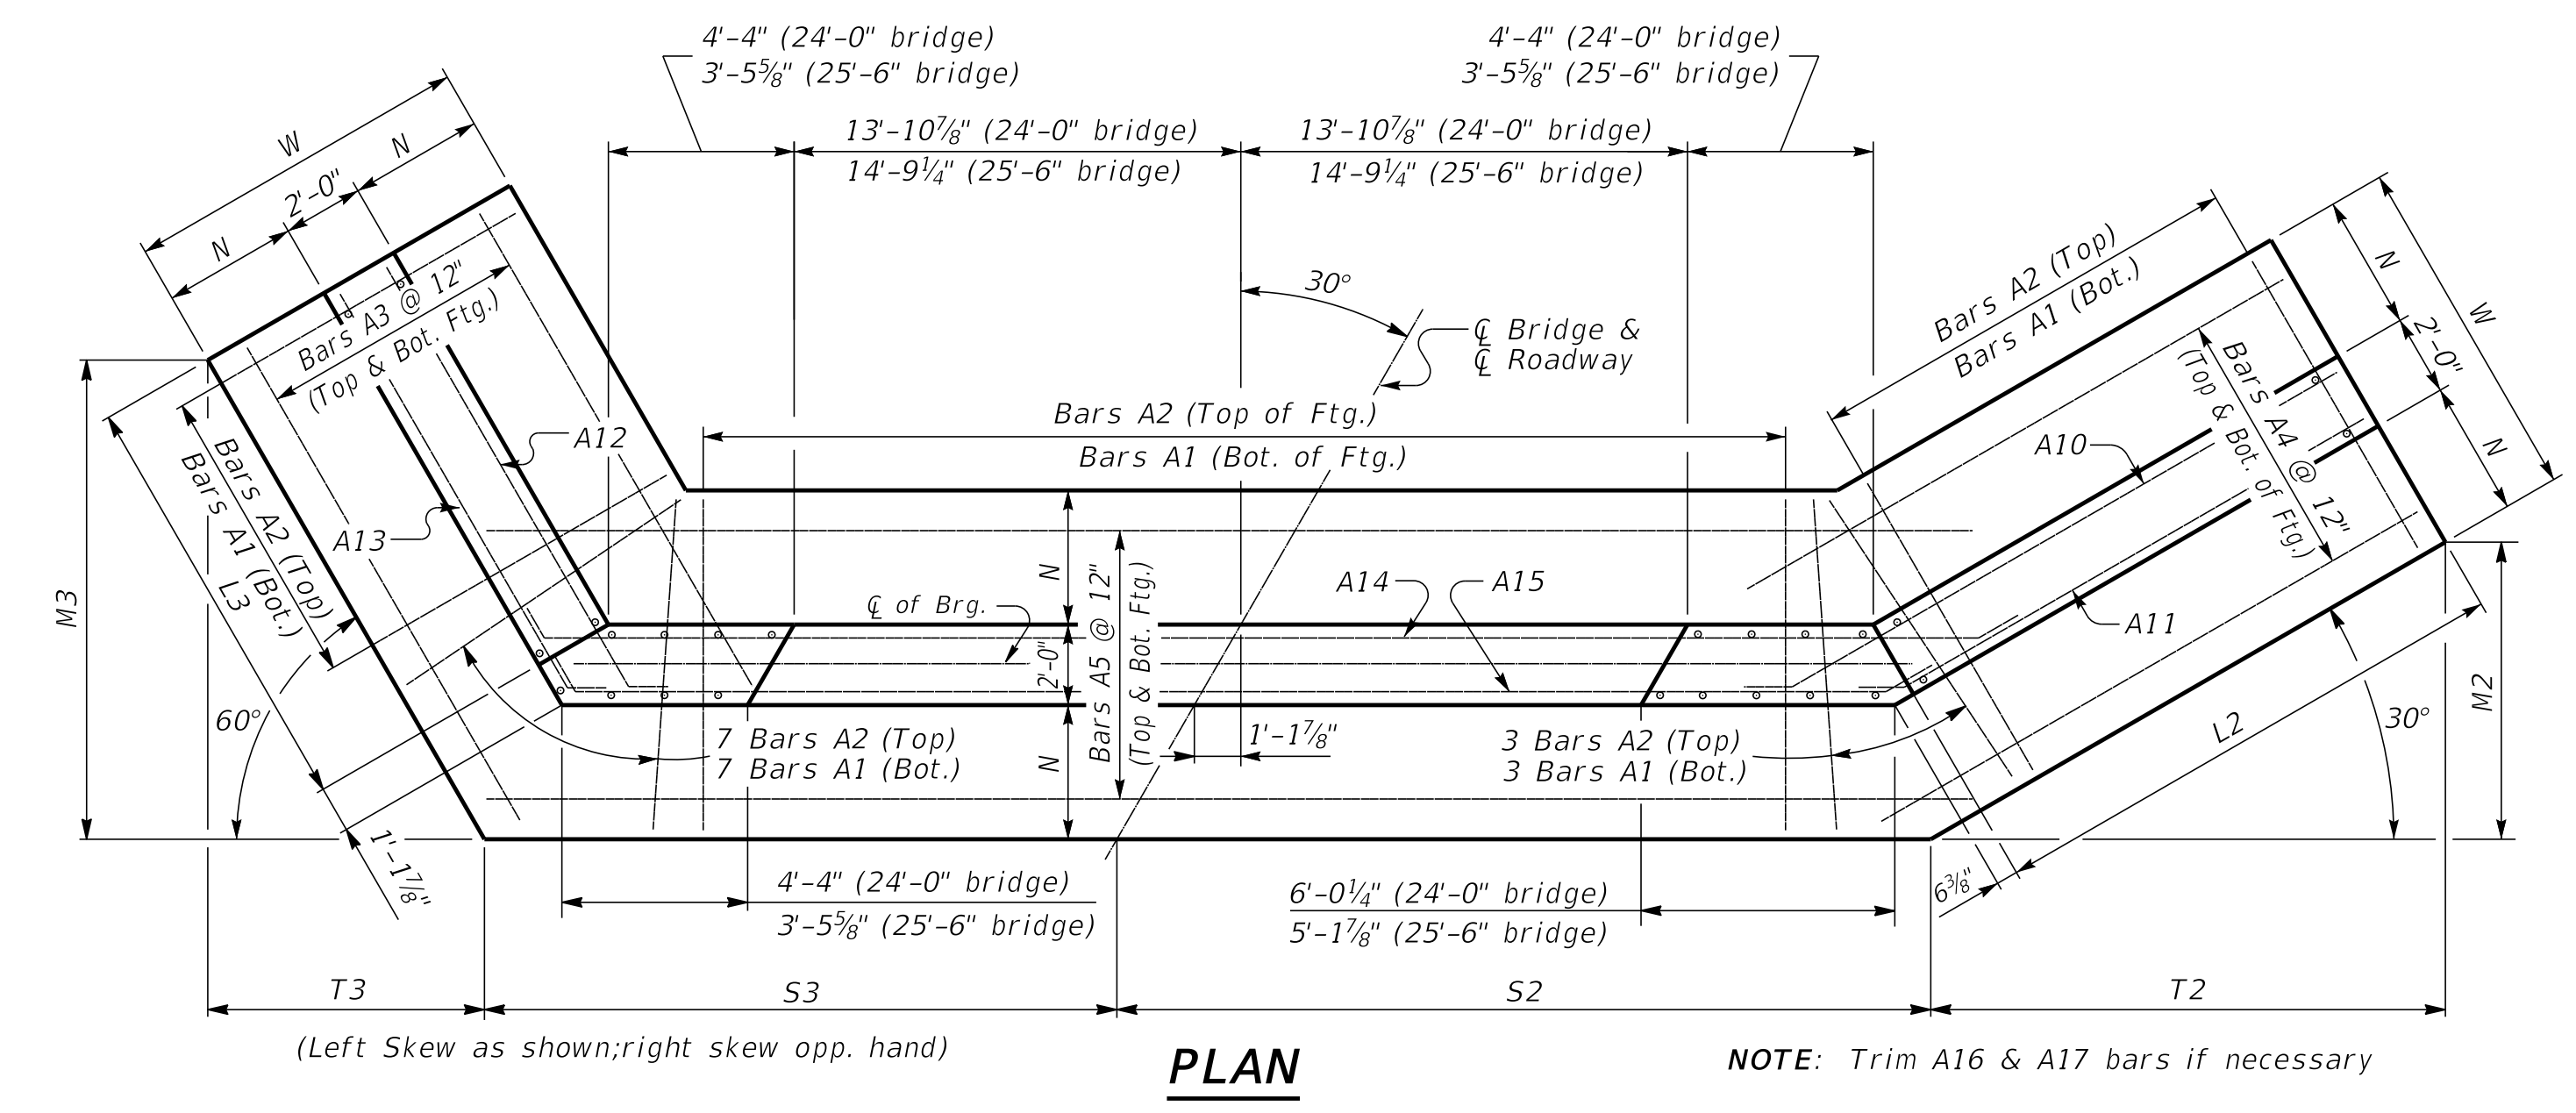 4'-4" (24'-0" bridge)
3'-5⅝" (25'-6" bridge)
4'-4" (24'-0" bridge)
3'-5⅝" (25'-6" bridge)
13'-10⅞" (24'-0" bridge)
14'-9¼" (25'-6" bridge)
13'-10⅞" (24'-0" bridge)
14'-9¼" (25'-6" bridge)
W
N
2'-0"
N
Bars A3 @ 12"
(Top & Bot. Ftg.)
30°
℄ Bridge &
℄ Roadway
Bars A2 (Top)
Bars A1 (Bot.)
N
W
2'-0"
N
Bars A4 @ 12"
(Top & Bot. of Ftg.)
Bars A2 (Top of Ftg.)
Bars A1 (Bot. of Ftg.)
A12
A13
A10
A11
Bars A2 (Top)
Bars A1 (Bot.)
L3
M3
60°
1'-1⅞"
N
2'-0"
N
Bars A5 @ 12"
(Top & Bot. Ftg.)
℄ of Brg.
A14
A15
7 Bars A2 (Top)
7 Bars A1 (Bot.)
1'-1⅞"
3 Bars A2 (Top)
3 Bars A1 (Bot.)
L2
30°
M2
6⅜"
4'-4" (24'-0" bridge)
3'-5⅝" (25'-6" bridge)
6'-0¼" (24'-0" bridge)
5'-1⅞" (25'-6" bridge)
T3
S3
S2
T2
(Left Skew as shown;right skew opp. hand)
PLAN
NOTE: Trim A16 & A17 bars if necessary